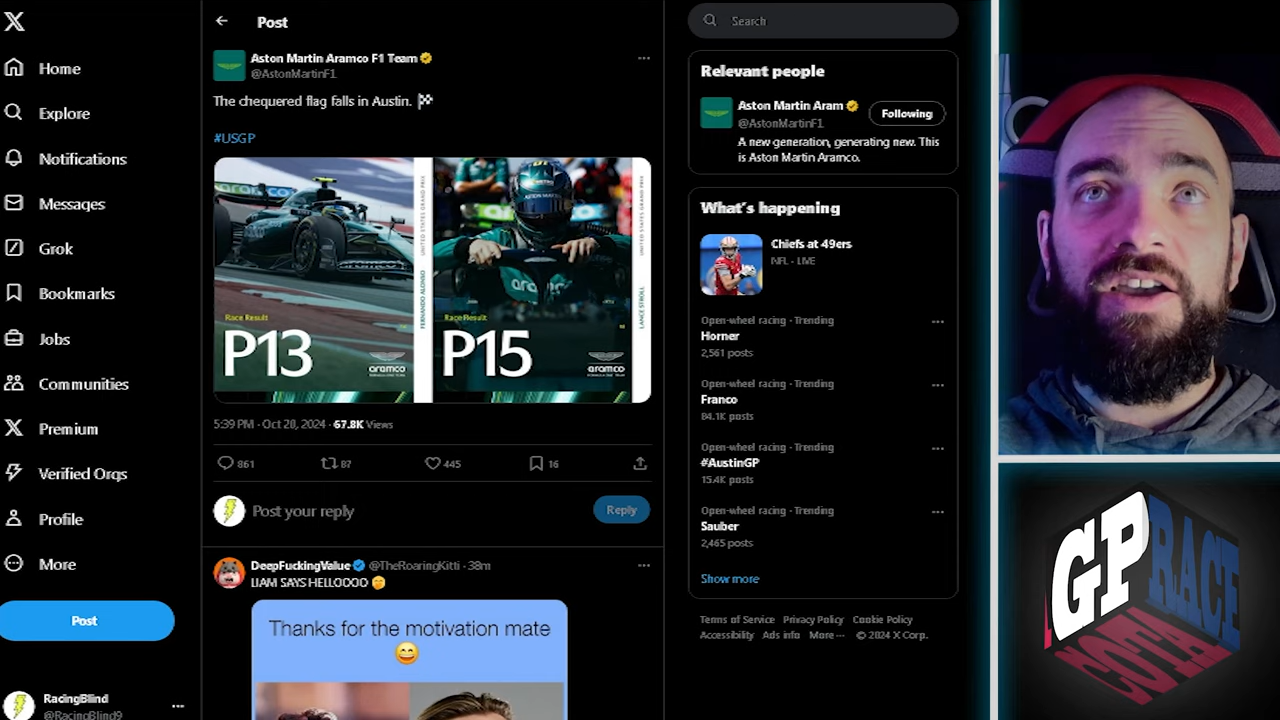 Home
Explore
Notifications
Messages
Grok
Bookmarks
Jobs
Communities
Premium
Verified Orgs
Profile
More
Post
RacingBlind
@RacingBlind9
Post
Aston Martin Aramco F1 Team
@AstonMartinF1
The chequered flag falls in Austin.
#USGP
aramco
Race Result
P13
aramco
UNITED STATES GRAND PRIX
FERNANDO ALONSO
Race Result
P15
aramco
UNITED STATES GRAND PRIX
LANCE STROLL
5:39 PM · Oct 20, 2024 · 67.8K Views
861 87 445 16
Post your reply
Reply
DeepFuckingValue @TheRoaringKitti · 38m
LIAM SAYS HELLOOOO
Thanks for the motivation mate
Search
Relevant people
Aston Martin Aram
@AstonMartinF1
Following
A new generation, generating new. This
is Aston Martin Aramco.
What's happening
Chiefs at 49ers
NFL · LIVE
Open-wheel racing · Trending
Horner
2,561 posts
Open-wheel racing · Trending
Franco
84.1K posts
Open-wheel racing · Trending
#AustinGP
15.4K posts
Open-wheel racing · Trending
Sauber
2,465 posts
Show more
Terms of Service Privacy Policy Cookie Policy
Accessibility Ads info More ··· © 2024 X Corp.
GP RACE
COTA